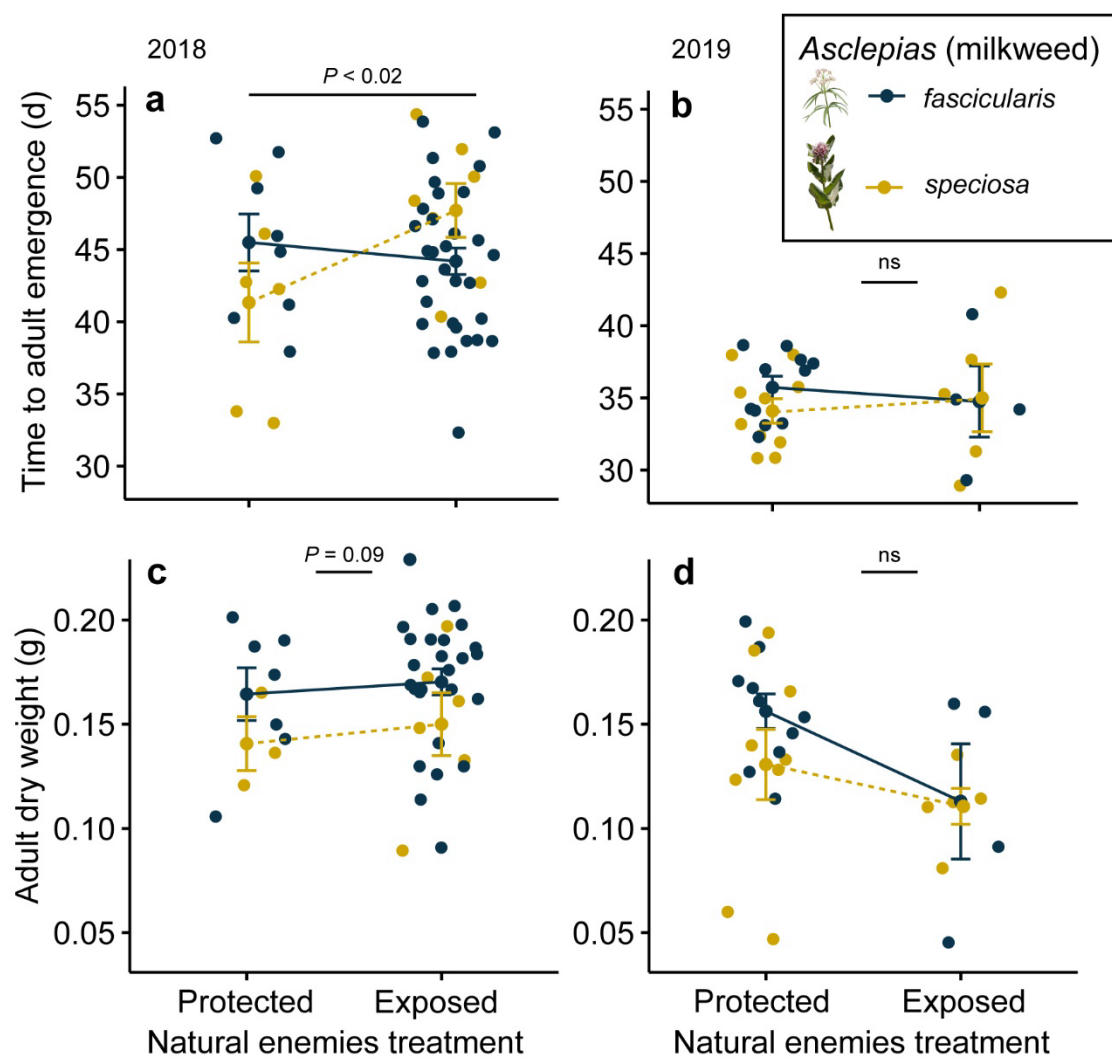 2018
2019
Asclepias (milkweed)
fascicularis
speciosa
a
P < 0.02
b
ns
Time to adult emergence (d)
55
50
45
40
35
30
55
50
45
40
35
30
c
P = 0.09
d
ns
Adult dry weight (g)
0.20
0.15
0.10
0.05
0.20
0.15
0.10
0.05
Protected Exposed
Natural enemies treatment
Protected Exposed
Natural enemies treatment